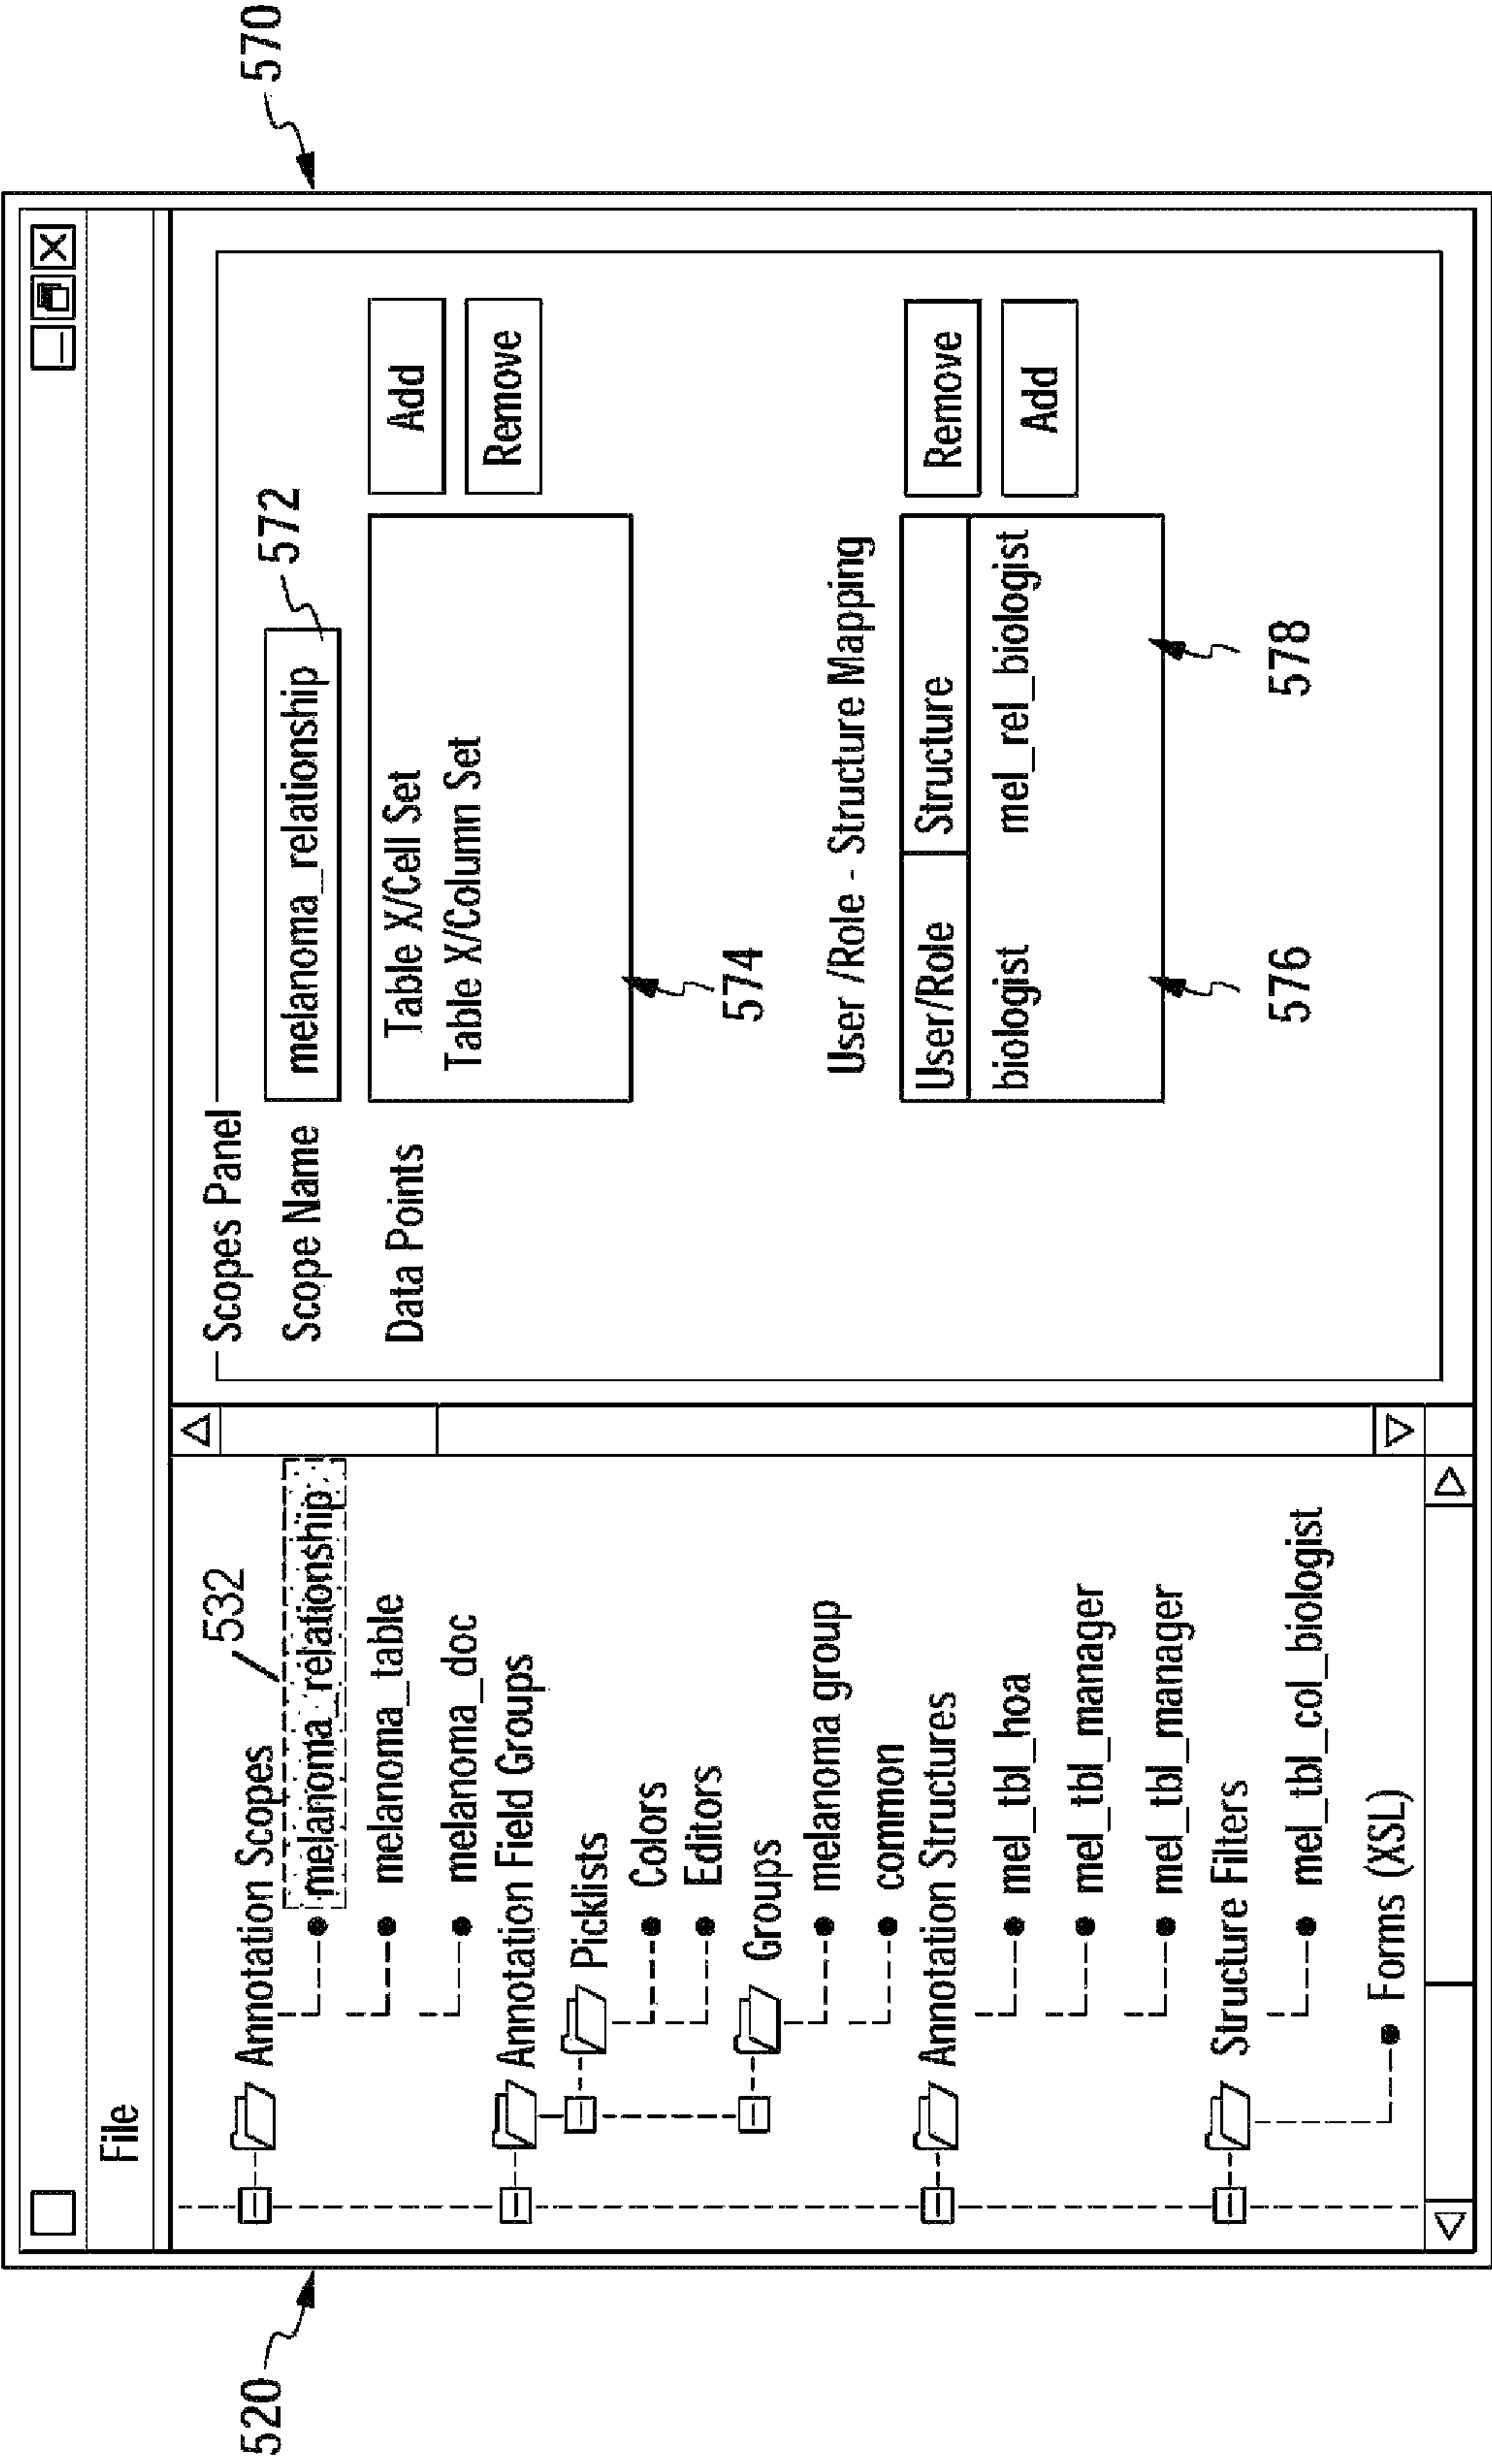 File
Annotation Scopes
532
melanoma_relationship
melanoma_table
melanoma_doc
Annotation Field Groups
Picklists
Colors
Editors
Groups
melanoma group
common
Annotation Structures
mel_tbl_hoa
mel_tbl_manager
mel_tbl_manager
Structure Filters
mel_tbl_col_biologist
Forms (XSL)
520
570
Scopes Panel
Scope Name
melanoma_relationship
572
Data Points
Table X/Cell Set
Table X/Column Set
Add
Remove
574
User /Role - Structure Mapping
User/Role Structure
biologist mel_rel_biologist
Remove
Add
576
578